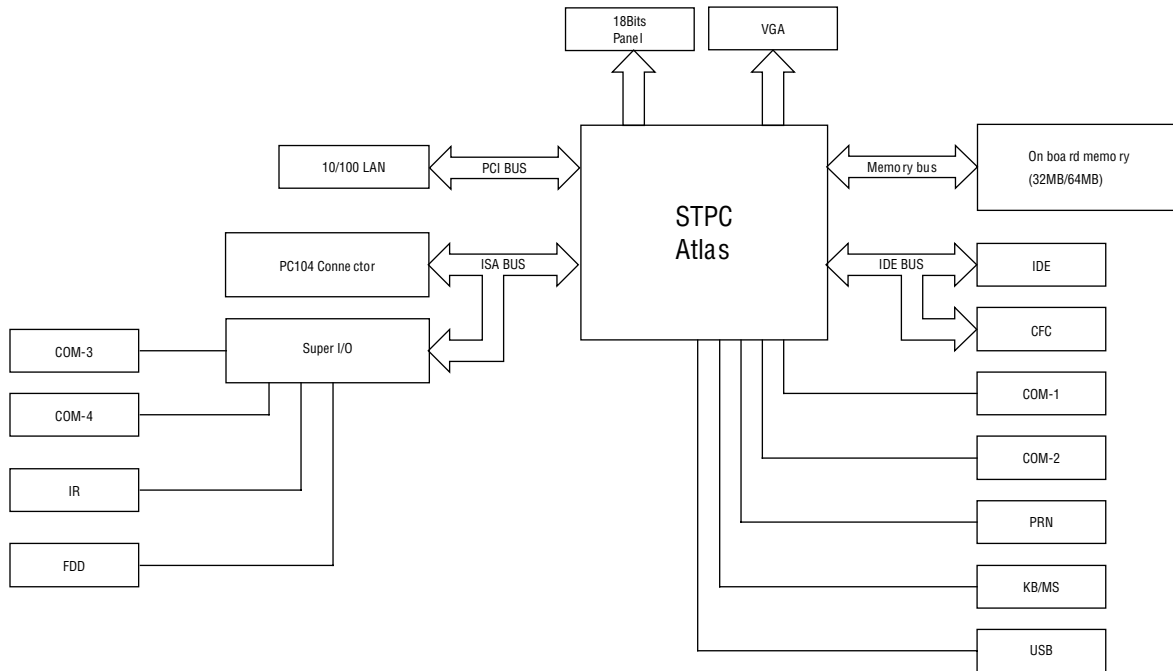 18Bits
Panel
VGA
10/100 LAN
PCI BUS
STPC
Atlas
Memory bus
On board memory
(32MB/64MB)
PC104 Connector
ISA BUS
IDE BUS
IDE
CFC
COM-3
Super I/O
COM-4
COM-1
COM-2
IR
PRN
FDD
KB/MS
USB